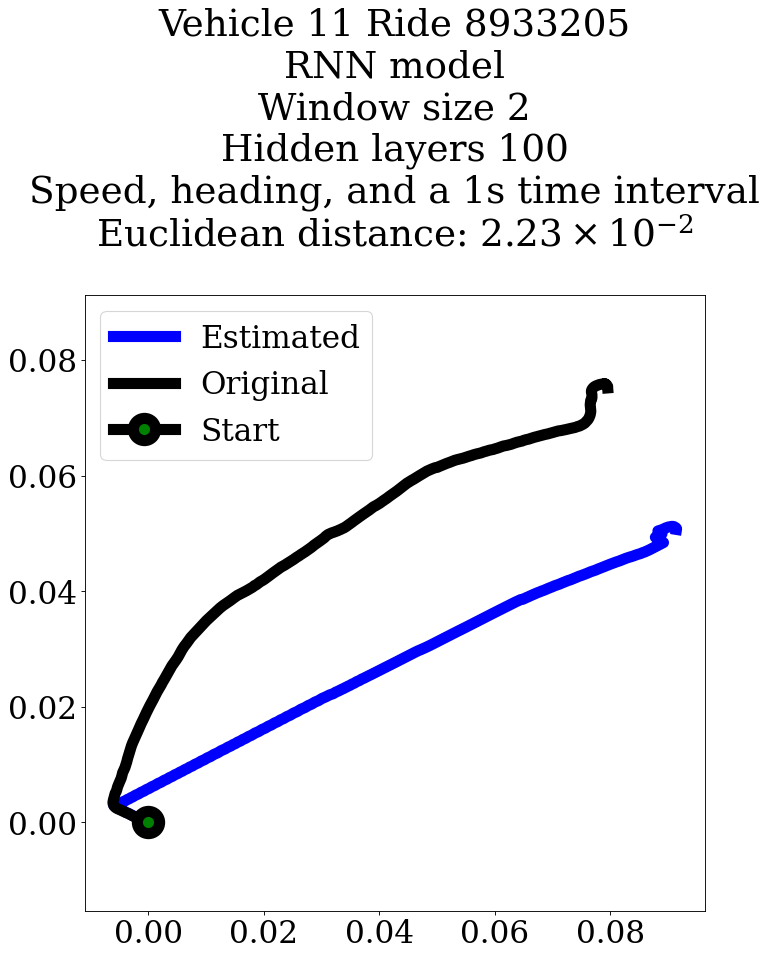 Vehicle 11 Ride 8933205
RNN model
Window size 2
Hidden layers 100
Speed, heading, and a 1s time interval
Euclidean distance: 2.23 × 10⁻²
Estimated
Original
Start
0.08
0.06
0.04
0.02
0.00
0.00 0.02 0.04 0.06 0.08